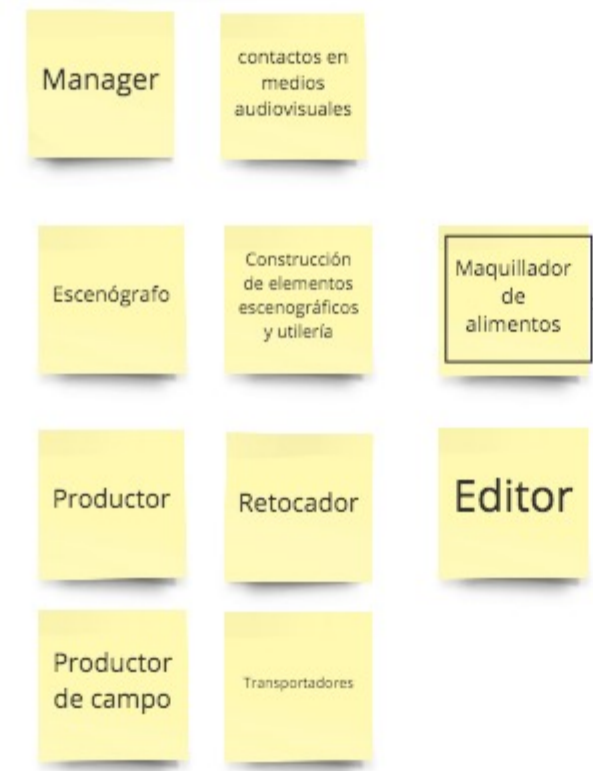 Manager
contactos en
medios
audiovisuales
Escenógrafo
Construcción
de elementos
escenográficos
y utilería
Maquillador
de
alimentos
Productor
Retocador
Editor
Productor
de campo
Transportadores